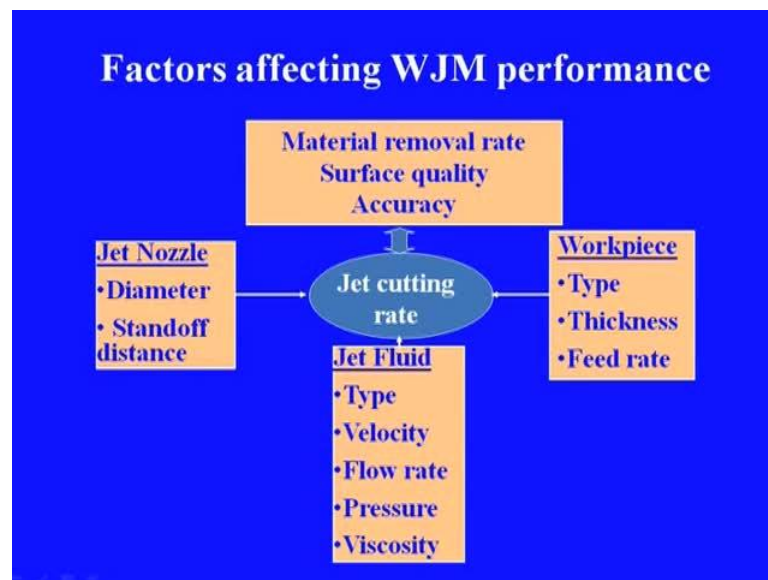 Factors affecting WJM performance
Material removal rate
Surface quality
Accuracy
Jet Nozzle
•Diameter
• Standoff
distance
Jet cutting
rate
Workpiece
•Type
•Thickness
•Feed rate
Jet Fluid
•Type
•Velocity
•Flow rate
•Pressure
•Viscosity